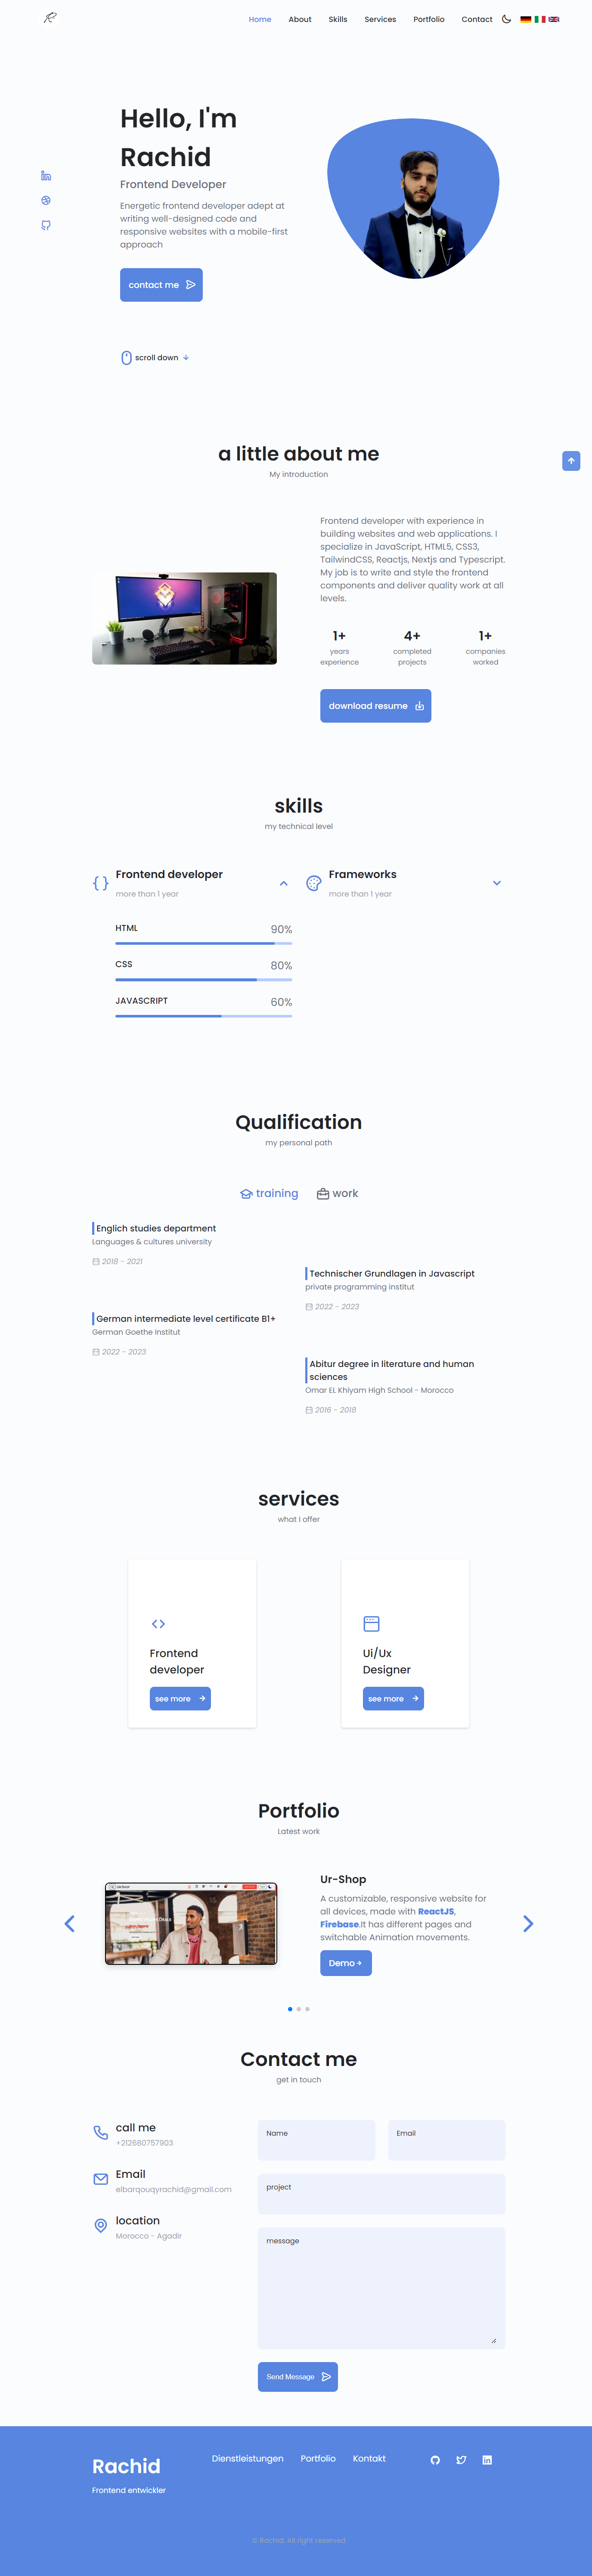 Home About Skills Services Portfolio Contact
Hello, I'm
Rachid
Frontend Developer
Energetic frontend developer adept at
writing well-designed code and
responsive websites with a mobile-first
approach
contact me
scroll down
a little about me
My introduction
Frontend developer with experience in
building websites and web applications. I
specialize in JavaScript, HTML5, CSS3,
TailwindCSS, Reactjs, Nextjs and Typescript.
My job is to write and style the frontend
components and deliver quality work at all
levels.
1+ 4+ 1+
years completed companies
experience projects worked
download resume
skills
my technical level
Frontend developer
more than 1 year
Frameworks
more than 1 year
HTML 90%
CSS 80%
JAVASCRIPT 60%
Qualification
my personal path
training work
Englich studies department
Languages & cultures university
2018 - 2021
Technischer Grundlagen in Javascript
private programming institut
2022 - 2023
German intermediate level certificate B1+
German Goethe Institut
2022 - 2023
Abitur degree in literature and human
sciences
Omar EL Khiyam High School - Morocco
2016 - 2018
services
what I offer
Frontend
developer
see more
Ui/Ux
Designer
see more
Portfolio
Latest work
Ur-Shop
A customizable, responsive website for
all devices, made with ReactJS,
Firebase.It has different pages and
switchable Animation movements.
Demo
Contact me
get in touch
call me
+212680757903
Email
elbarqouqyrachid@gmail.com
location
Morocco - Agadir
Name Email
project
message
Send Message
Rachid
Frontend entwickler
Dienstleistungen Portfolio Kontakt
© Rachid. All right reserved